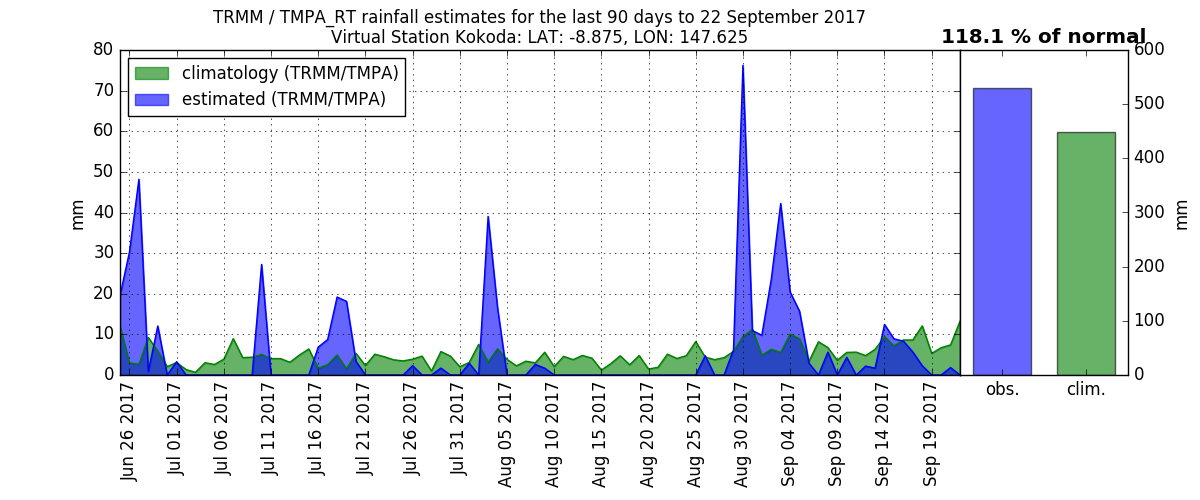 TRMM / TMPA_RT rainfall estimates for the last 90 days to 22 September 2017
Virtual Station Kokoda: LAT: -8.875, LON: 147.625
118.1 % of normal
climatology (TRMM/TMPA)
estimated (TRMM/TMPA)
80
70
60
50
40
30
20
10
0
mm
Jun 26 2017
Jul 01 2017
Jul 06 2017
Jul 11 2017
Jul 16 2017
Jul 21 2017
Jul 26 2017
Jul 31 2017
Aug 05 2017
Aug 10 2017
Aug 15 2017
Aug 20 2017
Aug 25 2017
Aug 30 2017
Sep 04 2017
Sep 09 2017
Sep 14 2017
Sep 19 2017
600
500
400
300
200
100
0
mm
obs.
clim.